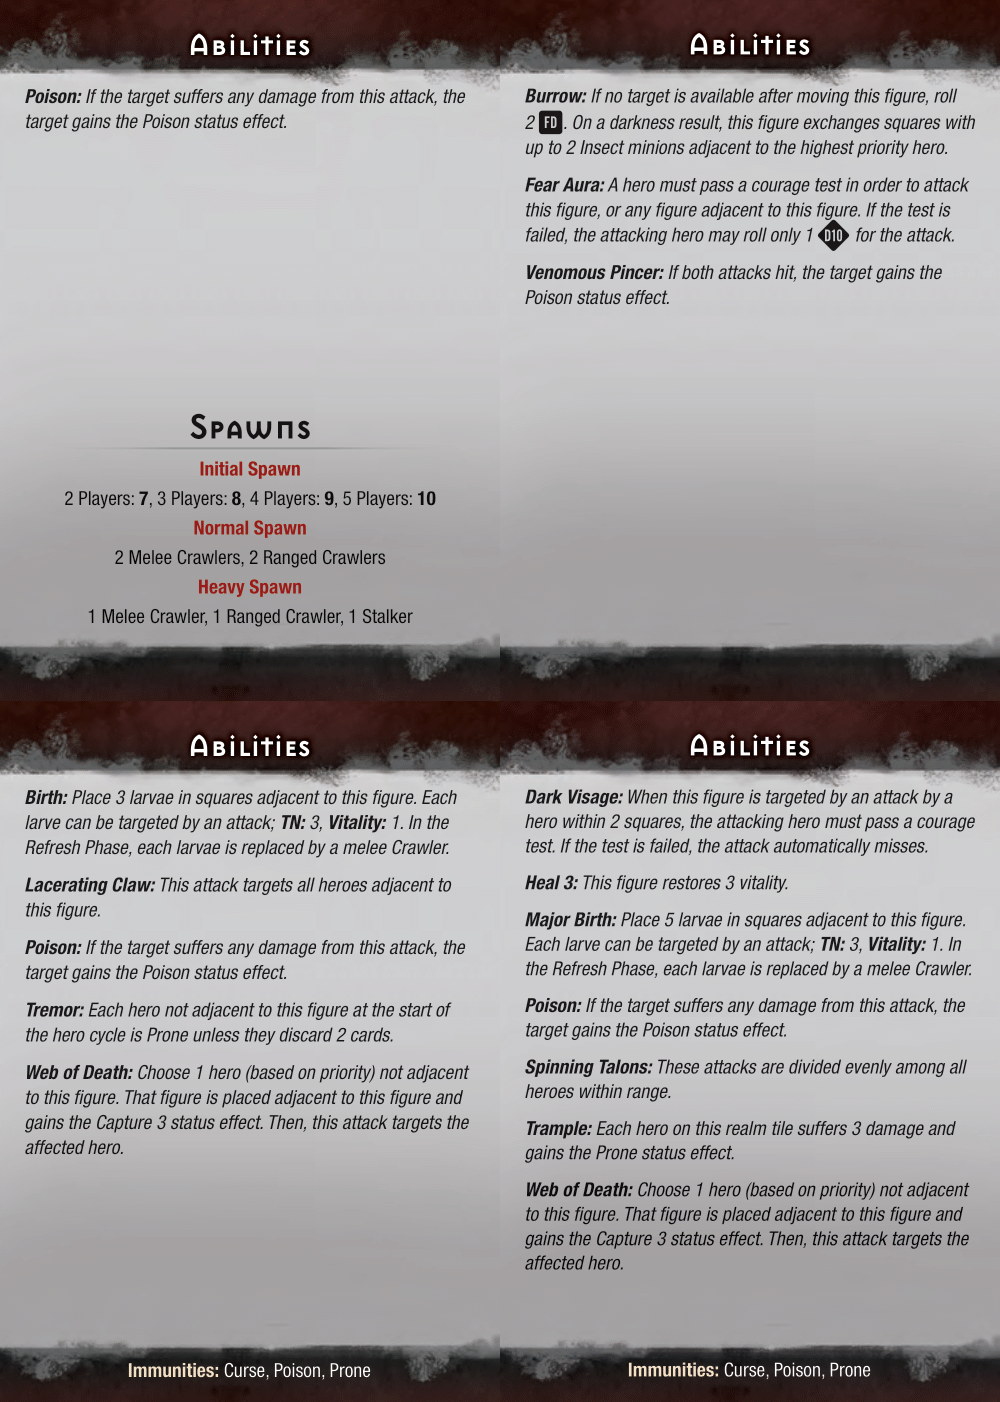 Abilities
Poison: If the target suffers any damage from this attack, the
target gains the Poison status effect.
Spawns
Initial Spawn
2 Players: 7, 3 Players: 8, 4 Players: 9, 5 Players: 10
Normal Spawn
2 Melee Crawlers, 2 Ranged Crawlers
Heavy Spawn
1 Melee Crawler, 1 Ranged Crawler, 1 Stalker
Abilities
Burrow: If no target is available after moving this figure, roll
2 FD. On a darkness result, this figure exchanges squares with
up to 2 Insect minions adjacent to the highest priority hero.
Fear Aura: A hero must pass a courage test in order to attack
this figure, or any figure adjacent to this figure. If the test is
failed, the attacking hero may roll only 1 D10 for the attack.
Venomous Pincer: If both attacks hit, the target gains the
Poison status effect.
Abilities
Birth: Place 3 larvae in squares adjacent to this figure. Each
larve can be targeted by an attack; TN: 3, Vitality: 1. In the
Refresh Phase, each larvae is replaced by a melee Crawler.
Lacerating Claw: This attack targets all heroes adjacent to
this figure.
Poison: If the target suffers any damage from this attack, the
target gains the Poison status effect.
Tremor: Each hero not adjacent to this figure at the start of
the hero cycle is Prone unless they discard 2 cards.
Web of Death: Choose 1 hero (based on priority) not adjacent
to this figure. That figure is placed adjacent to this figure and
gains the Capture 3 status effect. Then, this attack targets the
affected hero.
Immunities: Curse, Poison, Prone
Abilities
Dark Visage: When this figure is targeted by an attack by a
hero within 2 squares, the attacking hero must pass a courage
test. If the test is failed, the attack automatically misses.
Heal 3: This figure restores 3 vitality.
Major Birth: Place 5 larvae in squares adjacent to this figure.
Each larve can be targeted by an attack; TN: 3, Vitality: 1. In
the Refresh Phase, each larvae is replaced by a melee Crawler.
Poison: If the target suffers any damage from this attack, the
target gains the Poison status effect.
Spinning Talons: These attacks are divided evenly among all
heroes within range.
Trample: Each hero on this realm tile suffers 3 damage and
gains the Prone status effect.
Web of Death: Choose 1 hero (based on priority) not adjacent
to this figure. That figure is placed adjacent to this figure and
gains the Capture 3 status effect. Then, this attack targets the
affected hero.
Immunities: Curse, Poison, Prone